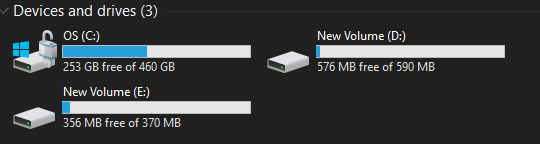 Devices and drives (3)
OS (C:)
253 GB free of 460 GB
New Volume (D:)
576 MB free of 590 MB
New Volume (E:)
356 MB free of 370 MB